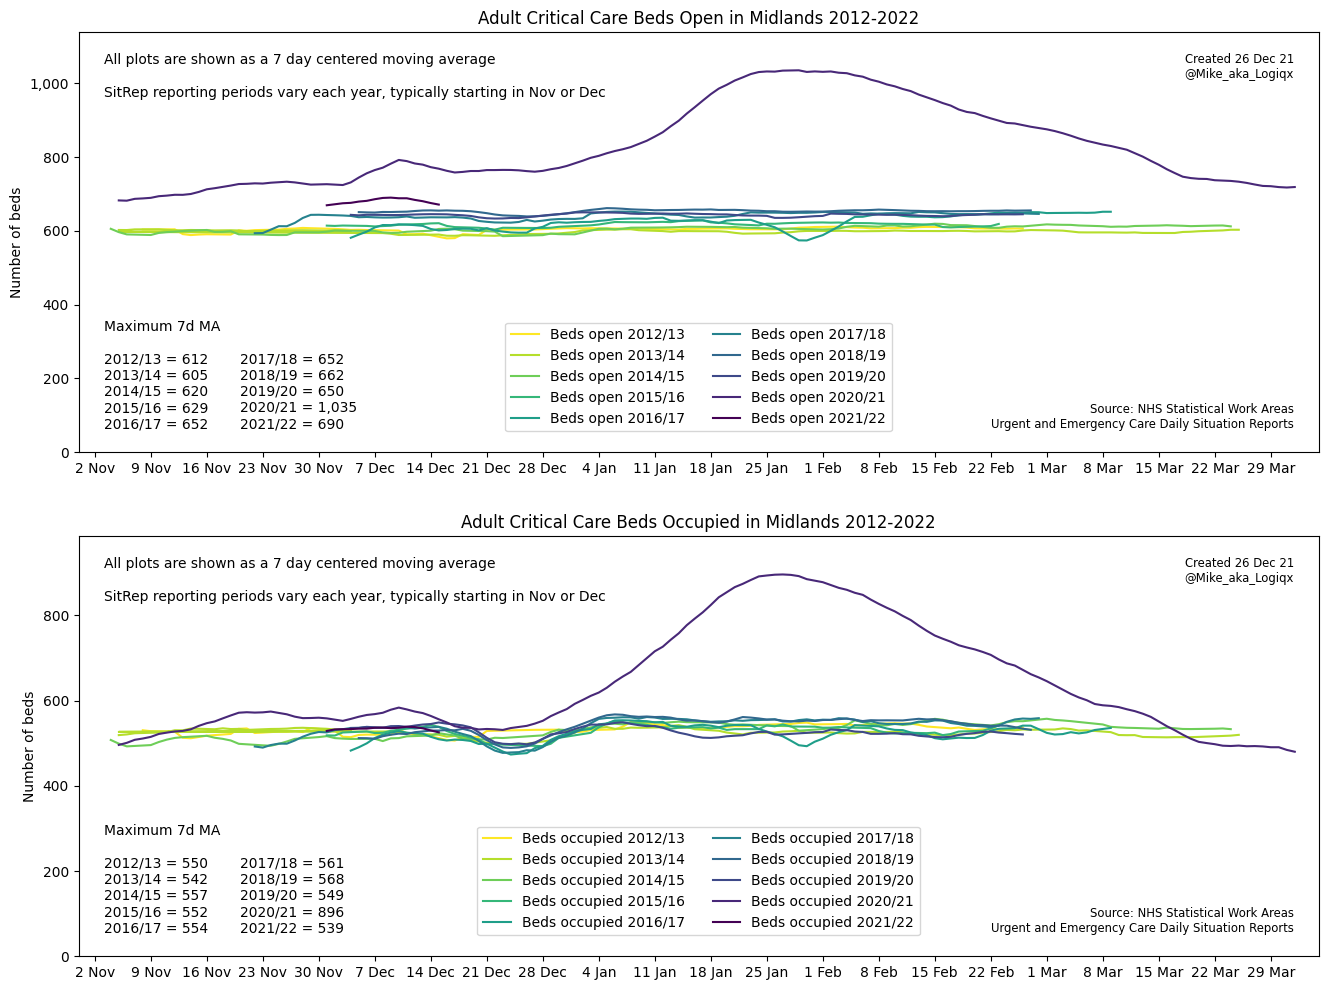 Adult Critical Care Beds Open in Midlands 2012-2022
All plots are shown as a 7 day centered moving average
SitRep reporting periods vary each year, typically starting in Nov or Dec
Created 26 Dec 21
@Mike_aka_Logiqx
Number of beds
1,000
800
600
400
200
0
Maximum 7d MA
2012/13 = 612 2017/18 = 652
2013/14 = 605 2018/19 = 662
2014/15 = 620 2019/20 = 650
2015/16 = 629 2020/21 = 1,035
2016/17 = 652 2021/22 = 690
Beds open 2012/13 Beds open 2017/18
Beds open 2013/14 Beds open 2018/19
Beds open 2014/15 Beds open 2019/20
Beds open 2015/16 Beds open 2020/21
Beds open 2016/17 Beds open 2021/22
Source: NHS Statistical Work Areas
Urgent and Emergency Care Daily Situation Reports
2 Nov 9 Nov 16 Nov 23 Nov 30 Nov 7 Dec 14 Dec 21 Dec 28 Dec 4 Jan 11 Jan 18 Jan 25 Jan 1 Feb 8 Feb 15 Feb 22 Feb 1 Mar 8 Mar 15 Mar 22 Mar 29 Mar
Adult Critical Care Beds Occupied in Midlands 2012-2022
All plots are shown as a 7 day centered moving average
SitRep reporting periods vary each year, typically starting in Nov or Dec
Created 26 Dec 21
@Mike_aka_Logiqx
Number of beds
800
600
400
200
0
Maximum 7d MA
2012/13 = 550 2017/18 = 561
2013/14 = 542 2018/19 = 568
2014/15 = 557 2019/20 = 549
2015/16 = 552 2020/21 = 896
2016/17 = 554 2021/22 = 539
Beds occupied 2012/13 Beds occupied 2017/18
Beds occupied 2013/14 Beds occupied 2018/19
Beds occupied 2014/15 Beds occupied 2019/20
Beds occupied 2015/16 Beds occupied 2020/21
Beds occupied 2016/17 Beds occupied 2021/22
Source: NHS Statistical Work Areas
Urgent and Emergency Care Daily Situation Reports
2 Nov 9 Nov 16 Nov 23 Nov 30 Nov 7 Dec 14 Dec 21 Dec 28 Dec 4 Jan 11 Jan 18 Jan 25 Jan 1 Feb 8 Feb 15 Feb 22 Feb 1 Mar 8 Mar 15 Mar 22 Mar 29 Mar